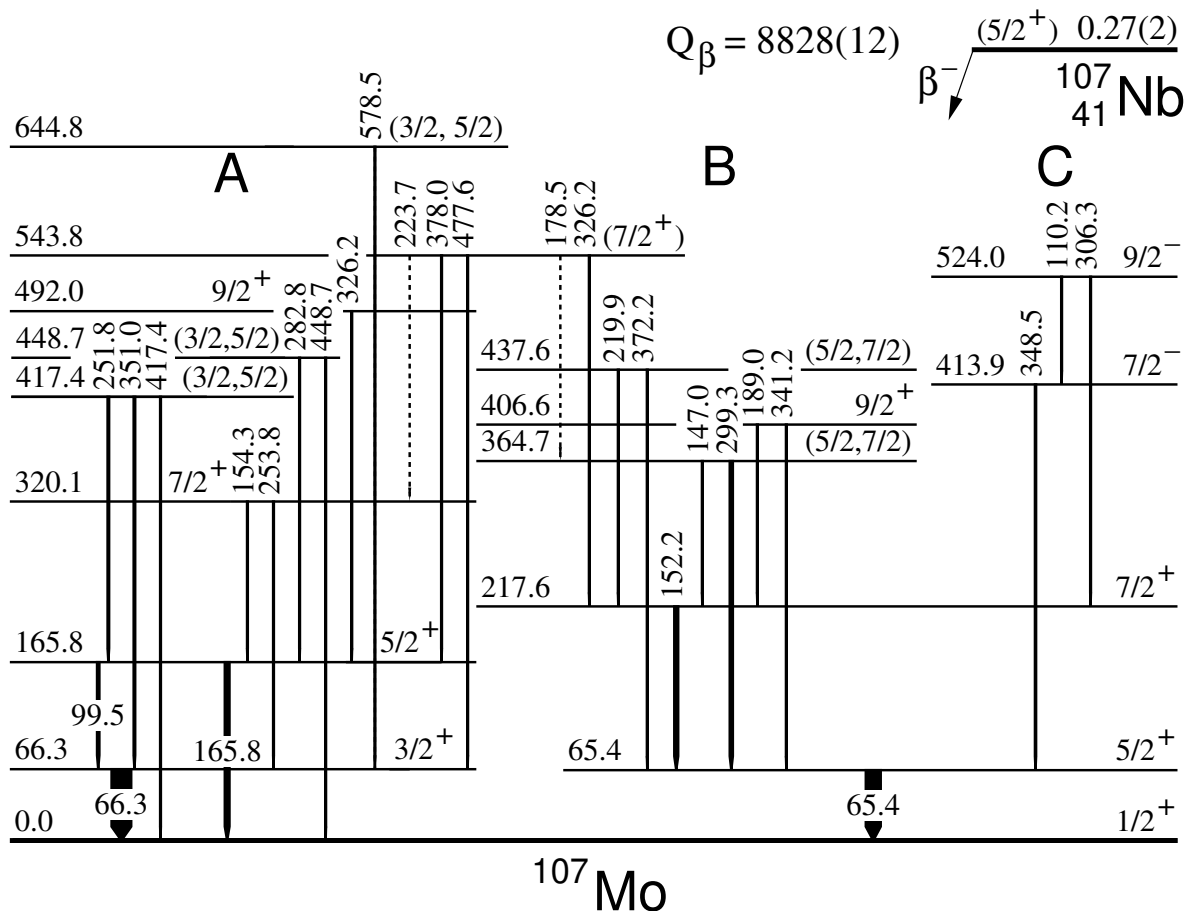 Qβ = 8828(12)
(5/2+) 0.27(2)
β−
107
41 Nb
644.8 578.5 (3/2, 5/2)
A B C
543.8 223.7 378.0 477.6 178.5 326.2 (7/2+)
524.0 110.2 306.3 9/2−
492.0 9/2+ 326.2
448.7 (3/2,5/2) 282.8 448.7
437.6 219.9 372.2 (5/2,7/2)
417.4 251.8 351.0 417.4 (3/2,5/2)
413.9 348.5 7/2−
406.6 189.0 341.2 9/2+
364.7 147.0 299.3 (5/2,7/2)
320.1 7/2+ 154.3 253.8
217.6 152.2 7/2+
165.8 5/2+
99.5
66.3 165.8 3/2+
65.4 5/2+
66.3 65.4
0.0 1/2+
107Mo